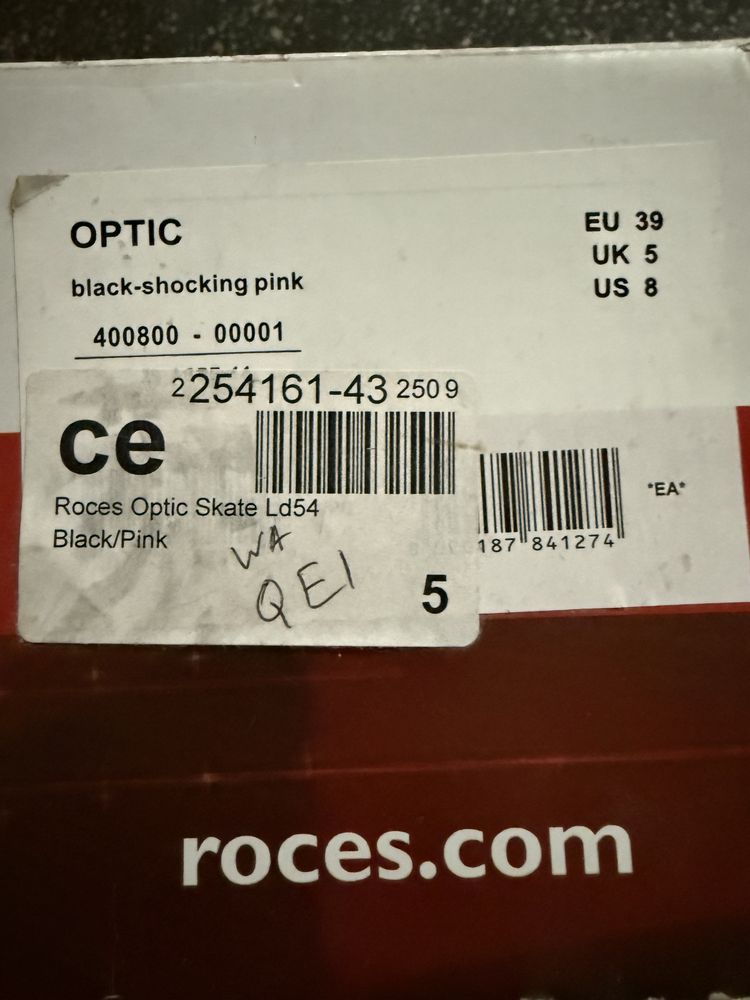 OPTIC
EU 39
UK 5
US 8
black-shocking pink
400800 - 00001
2254161-43 2509
ce
Roces Optic Skate Ld54
Black/Pink
WA
QE1
5
187 841274
*EA*
roces.com